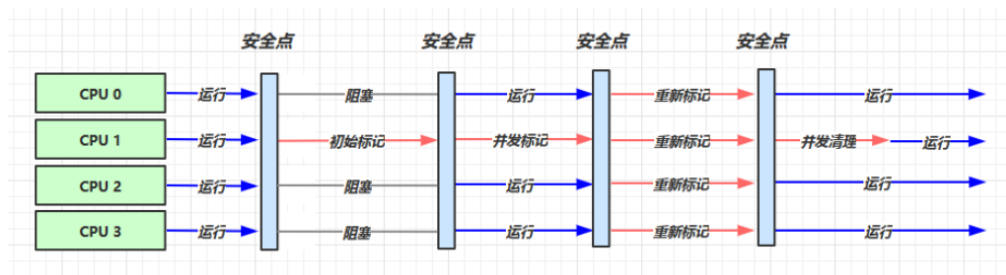 安全点 安全点 安全点 安全点
CPU 0 运行 阻塞 运行 重新标记 运行
CPU 1 运行 初始标记 并发标记 重新标记 并发清理 运行
CPU 2 运行 阻塞 运行 重新标记 运行
CPU 3 运行 阻塞 运行 重新标记 运行